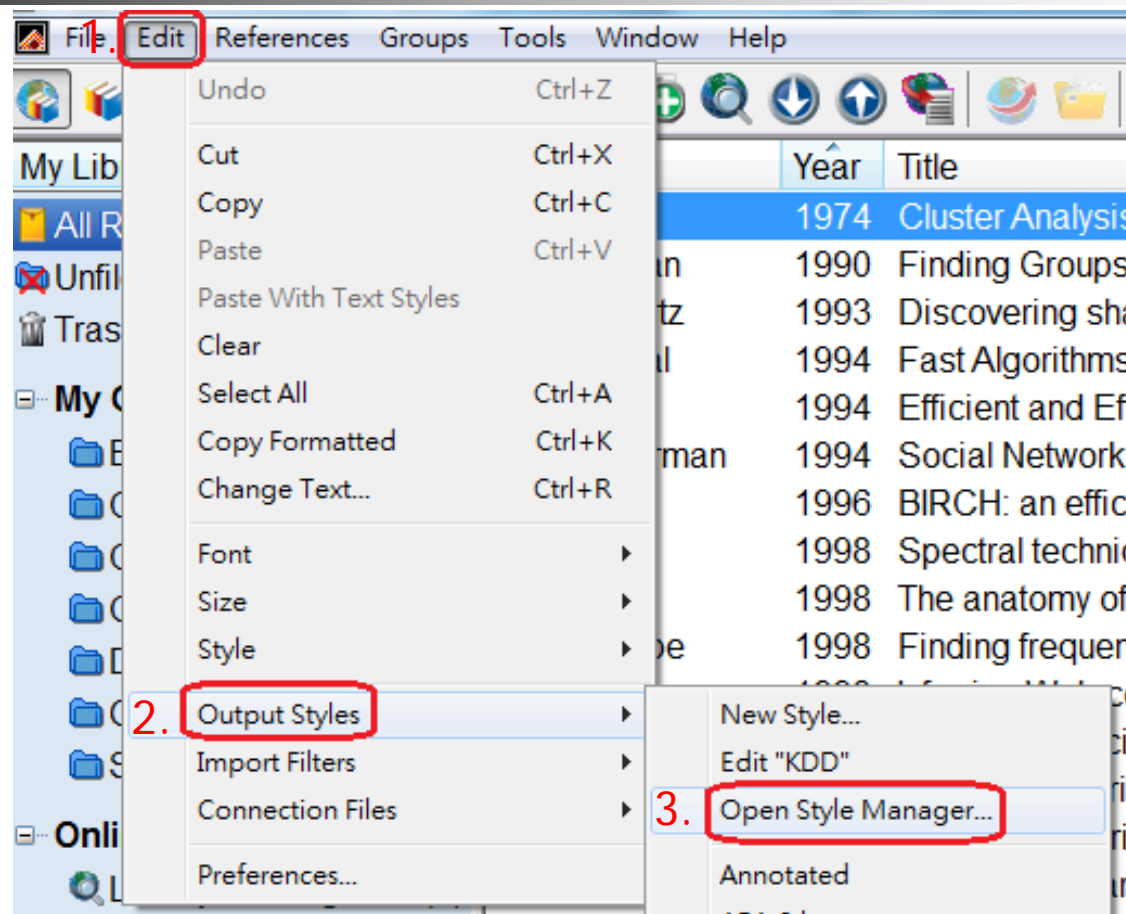 1.
File Edit References Groups Tools Window Help
Undo Ctrl+Z
Cut Ctrl+X
Copy Ctrl+C
Paste Ctrl+V
Paste With Text Styles
Clear
Select All Ctrl+A
Copy Formatted Ctrl+K
Change Text... Ctrl+R
Font
Size
Style
2. Output Styles
Import Filters
Connection Files
Preferences...
New Style...
Edit "KDD"
3. Open Style Manager...
Annotated
My Lib
All R
Unfil
Tras
My
Onli
Year Title
1974 Cluster Analysis
1990 Finding Groups
1993 Discovering sha
1994 Fast Algorithms
1994 Efficient and Ef
rman 1994 Social Network
1996 BIRCH: an effic
1998 Spectral techni
1998 The anatomy of
1998 Finding frequen